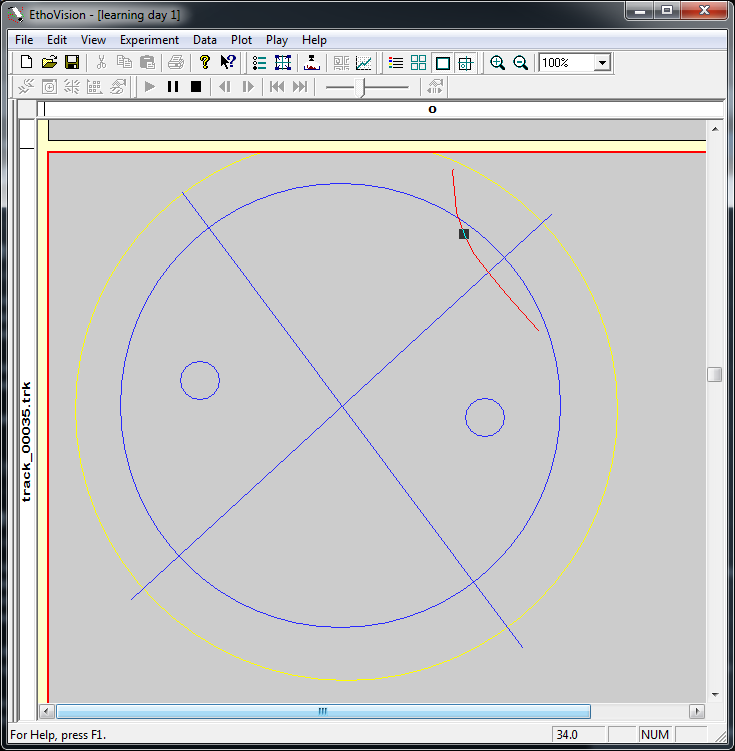 EthoVision - [learning day 1]
File Edit View Experiment Data Plot Play Help
100%
o
track_00035.trk
For Help, press F1.
34.0
NUM